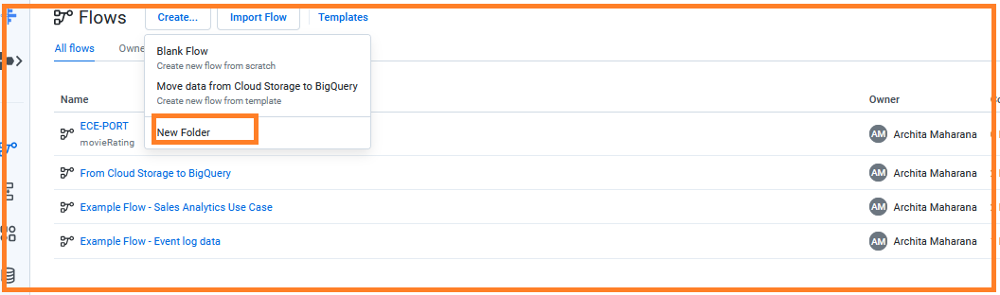 Flows Create... Import Flow Templates
All flows Owne
Blank Flow
Create new flow from scratch
Move data from Cloud Storage to BigQuery
Create new flow from template
New Folder
Name Owner
ECE-PORT
movieRating
AM Archita Maharana
From Cloud Storage to BigQuery AM Archita Maharana
Example Flow - Sales Analytics Use Case AM Archita Maharana
Example Flow - Event log data AM Archita Maharana